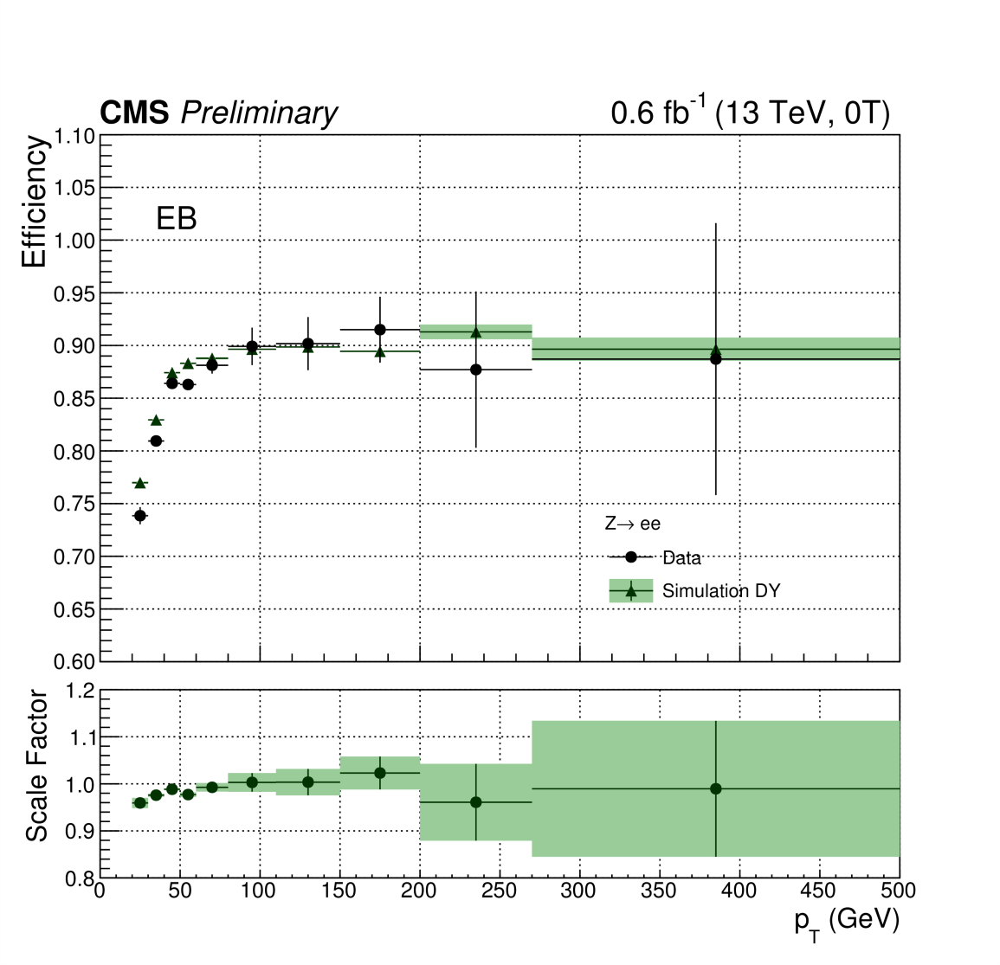 CMS Preliminary 0.6 fb⁻¹ (13 TeV, 0T)
Efficiency
1.10
1.05
EB
1.00
0.95
0.90
0.85
0.80
0.75
Z→ ee
0.70
Data
Simulation DY
0.65
0.60
Scale Factor
1.2
1.1
1.0
0.9
0.8
0 50 100 150 200 250 300 350 400 450 500
p_T (GeV)